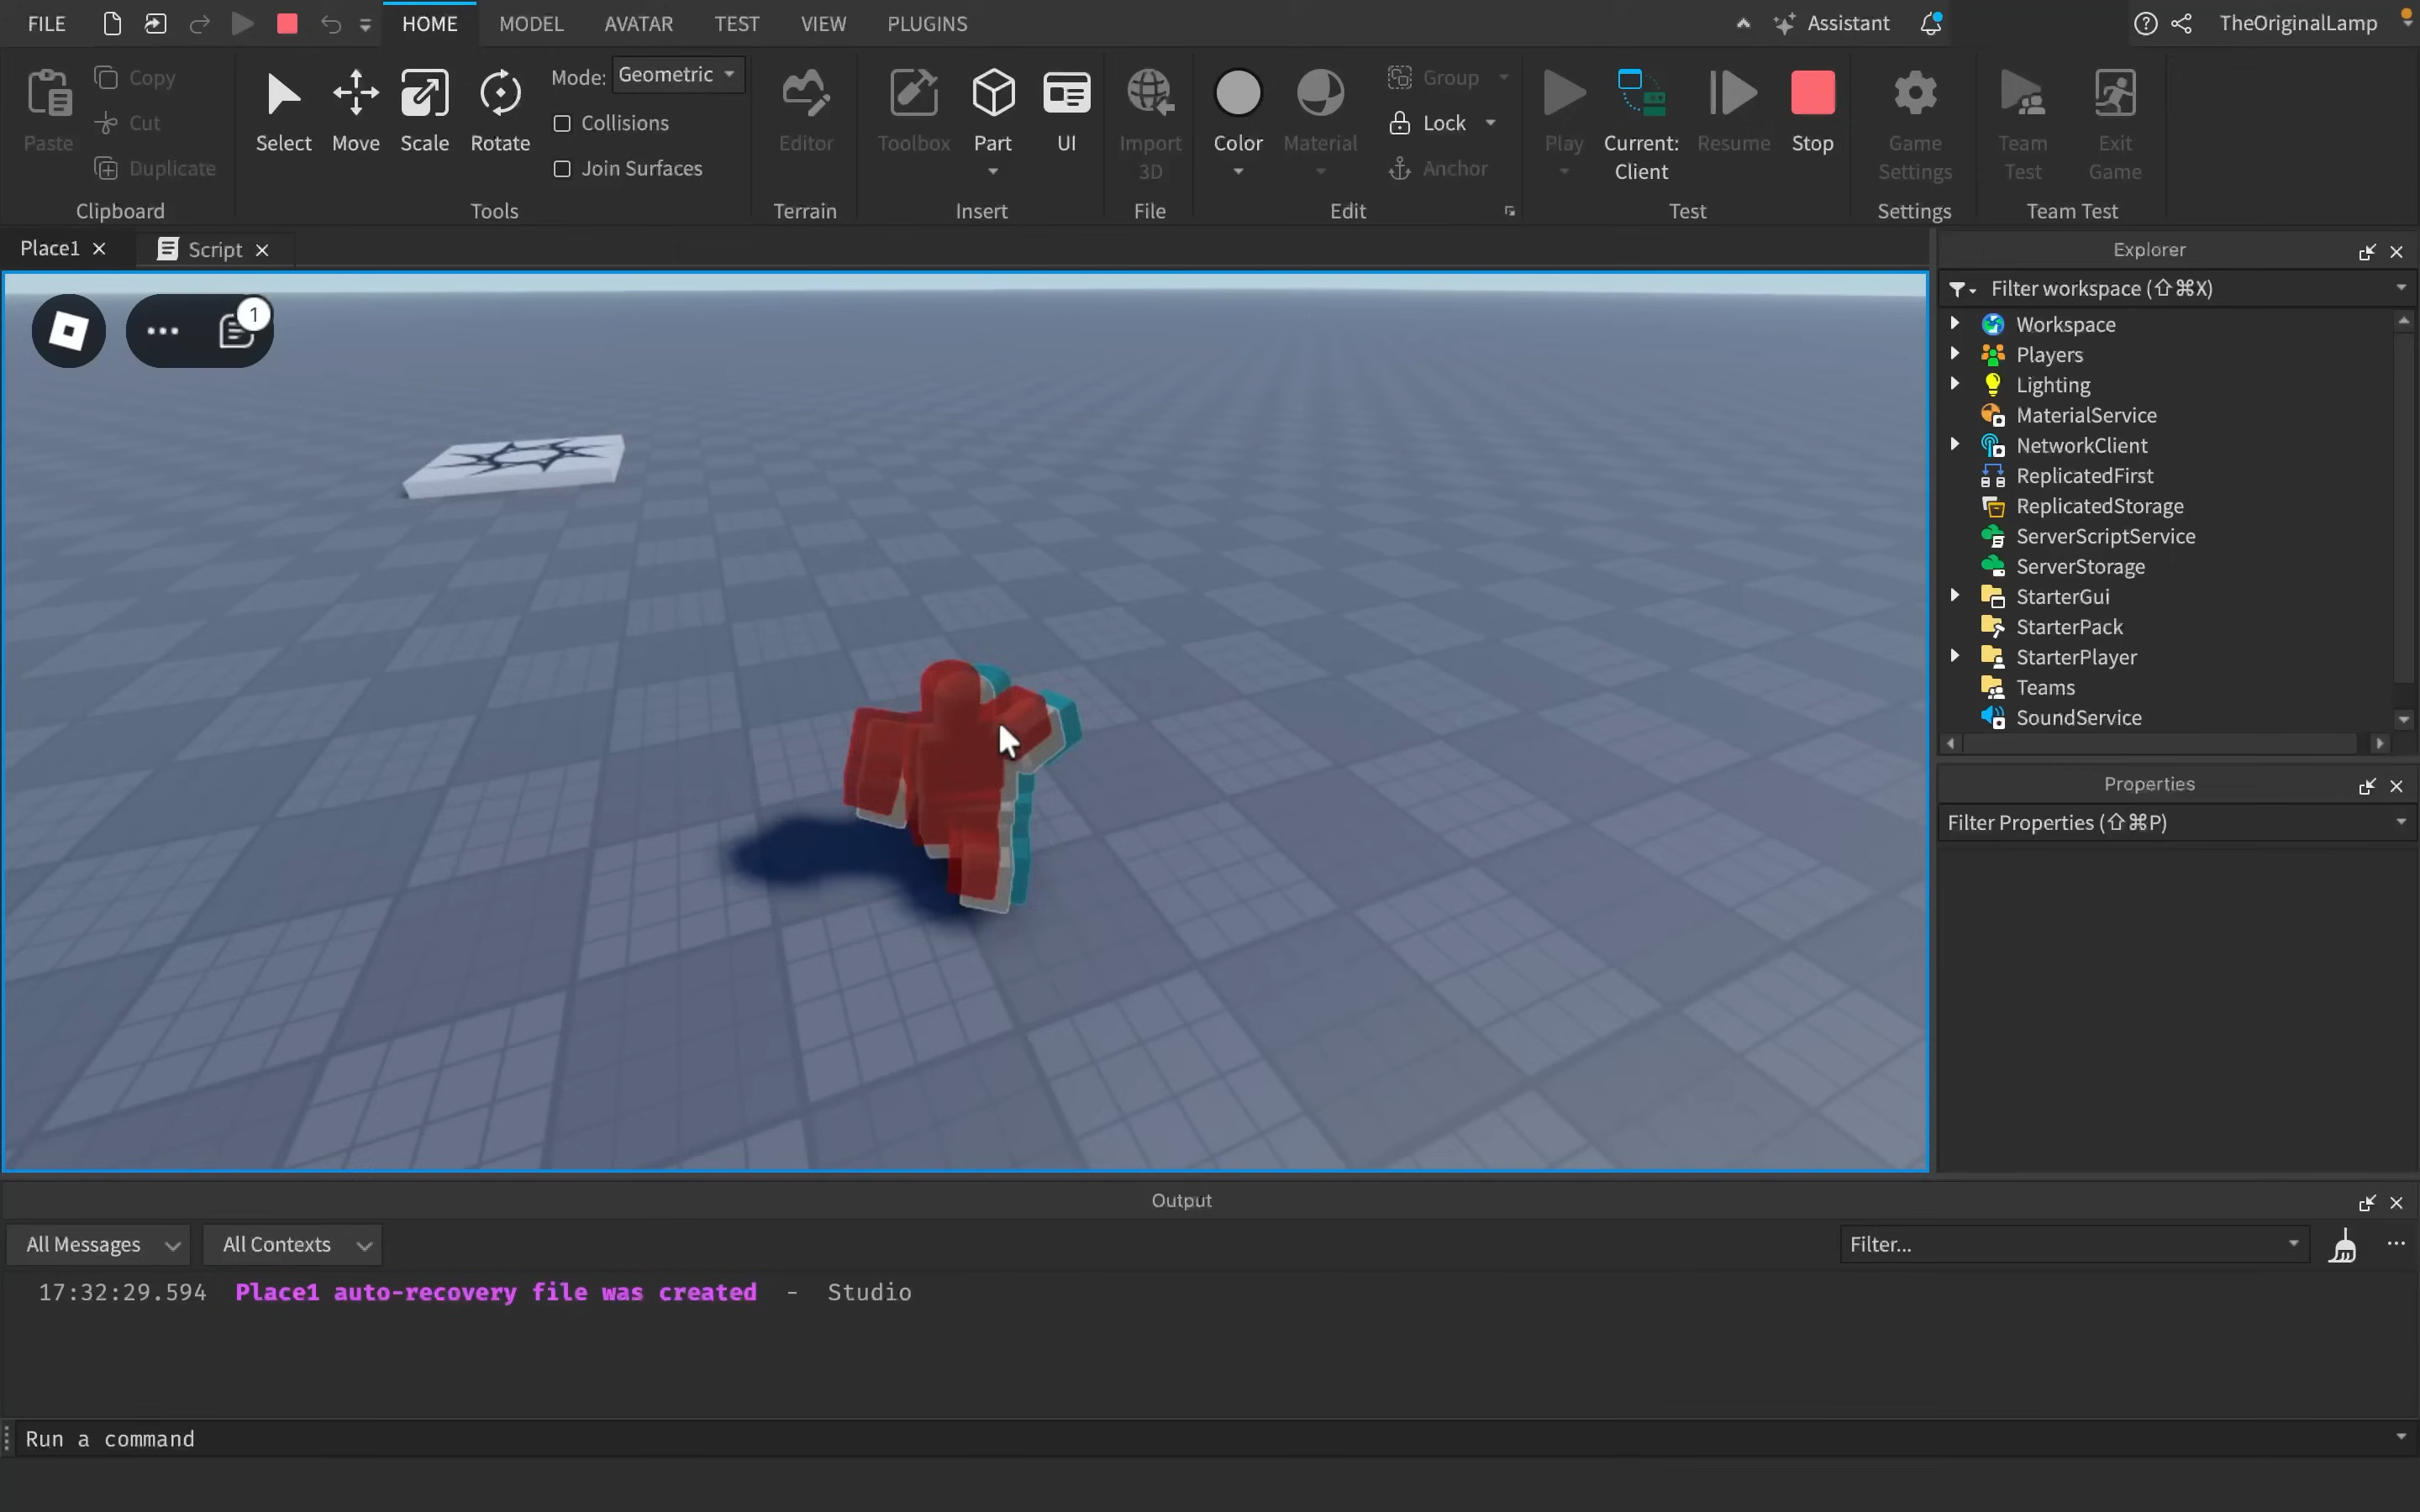 FILE
HOME
MODEL
AVATAR
TEST
VIEW
PLUGINS
Assistant
TheOriginalLamp
Paste
Copy
Cut
Duplicate
Clipboard
Select
Move
Scale
Rotate
Mode: Geometric
Collisions
Join Surfaces
Tools
Editor
Terrain
Toolbox
Part
UI
Insert
Import 3D
File
Color
Material
Group
Lock
Anchor
Edit
Play
Current: Client
Resume
Stop
Test
Game Settings
Settings
Team Test
Exit Game
Team Test
Place1
Script
1
Explorer
Filter workspace (⇧⌘X)
Workspace
Players
Lighting
MaterialService
NetworkClient
ReplicatedFirst
ReplicatedStorage
ServerScriptService
ServerStorage
StarterGui
StarterPack
StarterPlayer
Teams
SoundService
Properties
Filter Properties (⇧⌘P)
Output
All Messages
All Contexts
Filter...
17:32:29.594 Place1 auto-recovery file was created - Studio
Run a command